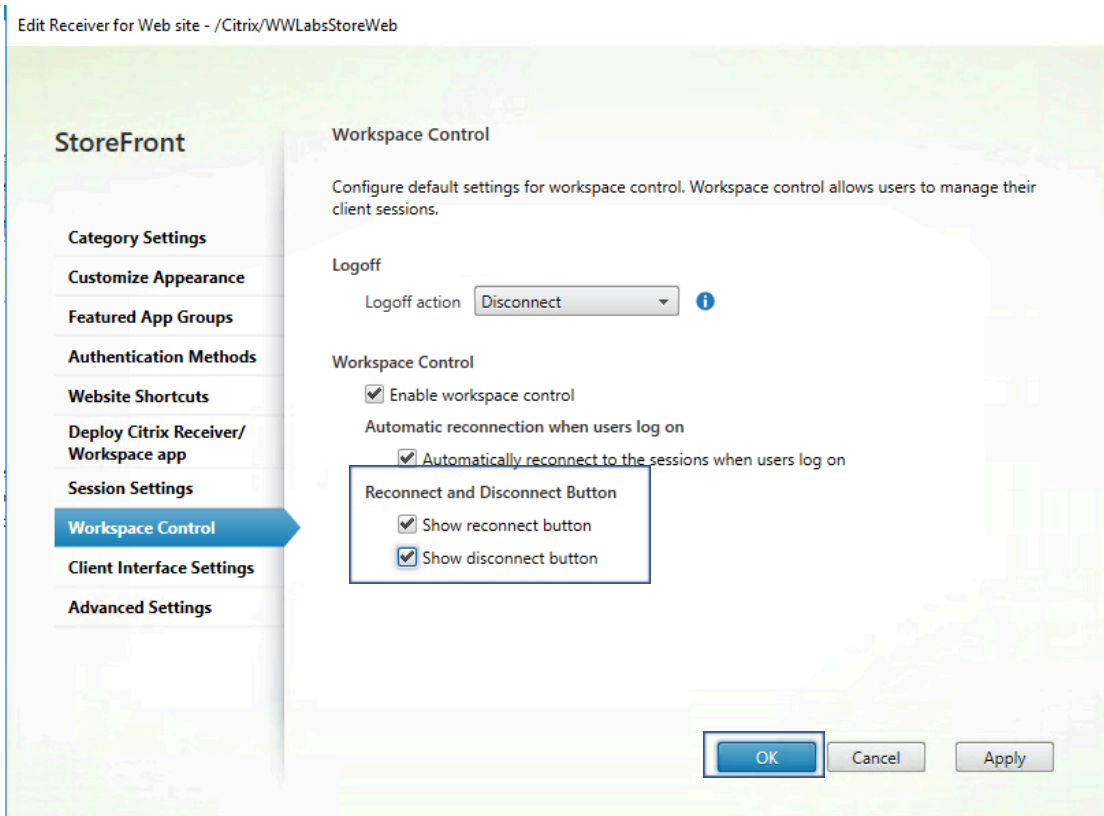 Edit Receiver for Web site - /Citrix/WWLabsStoreWeb
StoreFront
Category Settings
Customize Appearance
Featured App Groups
Authentication Methods
Website Shortcuts
Deploy Citrix Receiver/
Workspace app
Session Settings
Workspace Control
Client Interface Settings
Advanced Settings
Workspace Control
Configure default settings for workspace control. Workspace control allows users to manage their
client sessions.
Logoff
Logoff action Disconnect
Workspace Control
Enable workspace control
Automatic reconnection when users log on
Automatically reconnect to the sessions when users log on
Reconnect and Disconnect Button
Show reconnect button
Show disconnect button
OK Cancel Apply